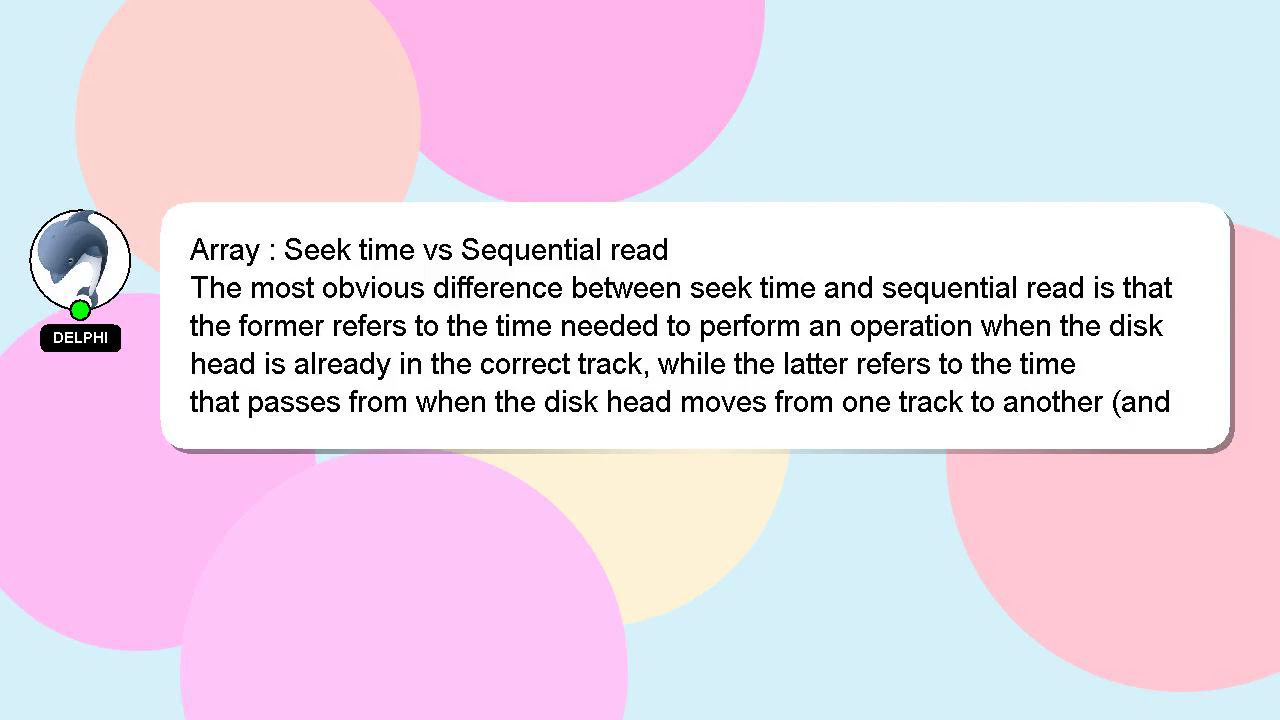 Array : Seek time vs Sequential read
The most obvious difference between seek time and sequential read is that
the former refers to the time needed to perform an operation when the disk
head is already in the correct track, while the latter refers to the time
that passes from when the disk head moves from one track to another (and
DELPHI